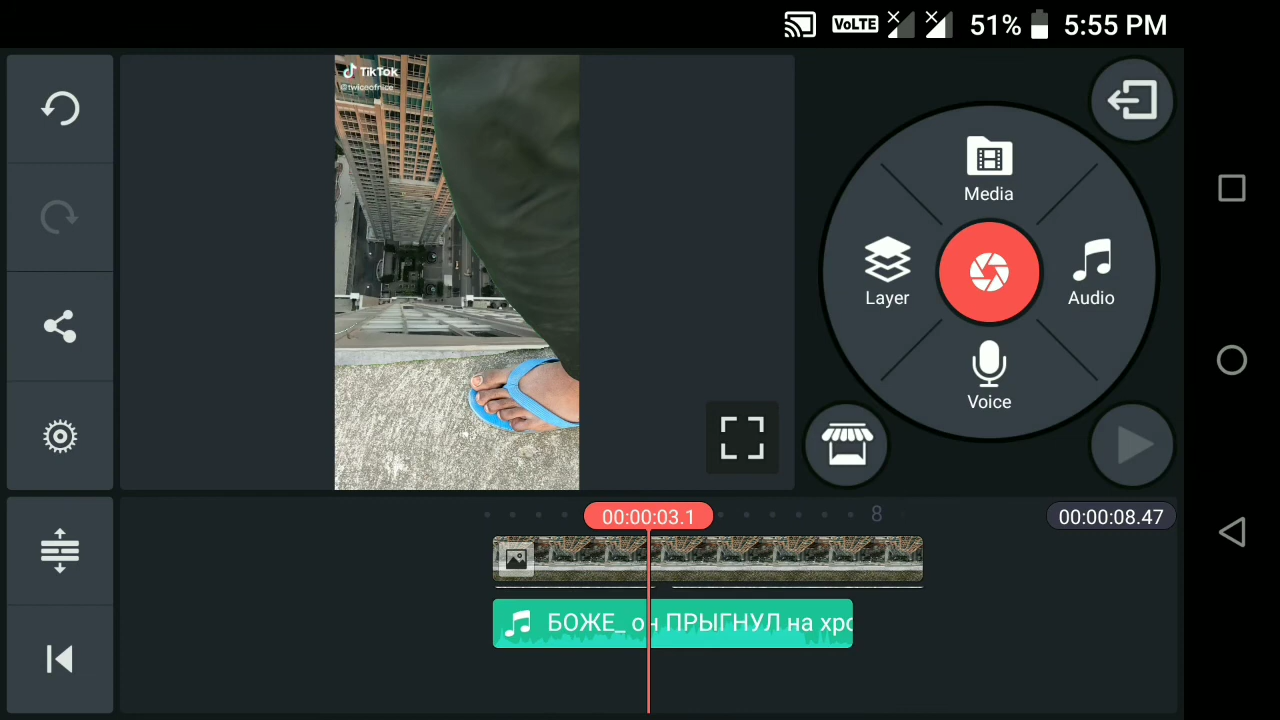 VoLTE 51% 5:55 PM
TikTok
@twiceofnice
Media
Layer
Audio
Voice
00:00:03.1
8
00:00:08.47
БОЖЕ_ он ПРЫГНУЛ на хро